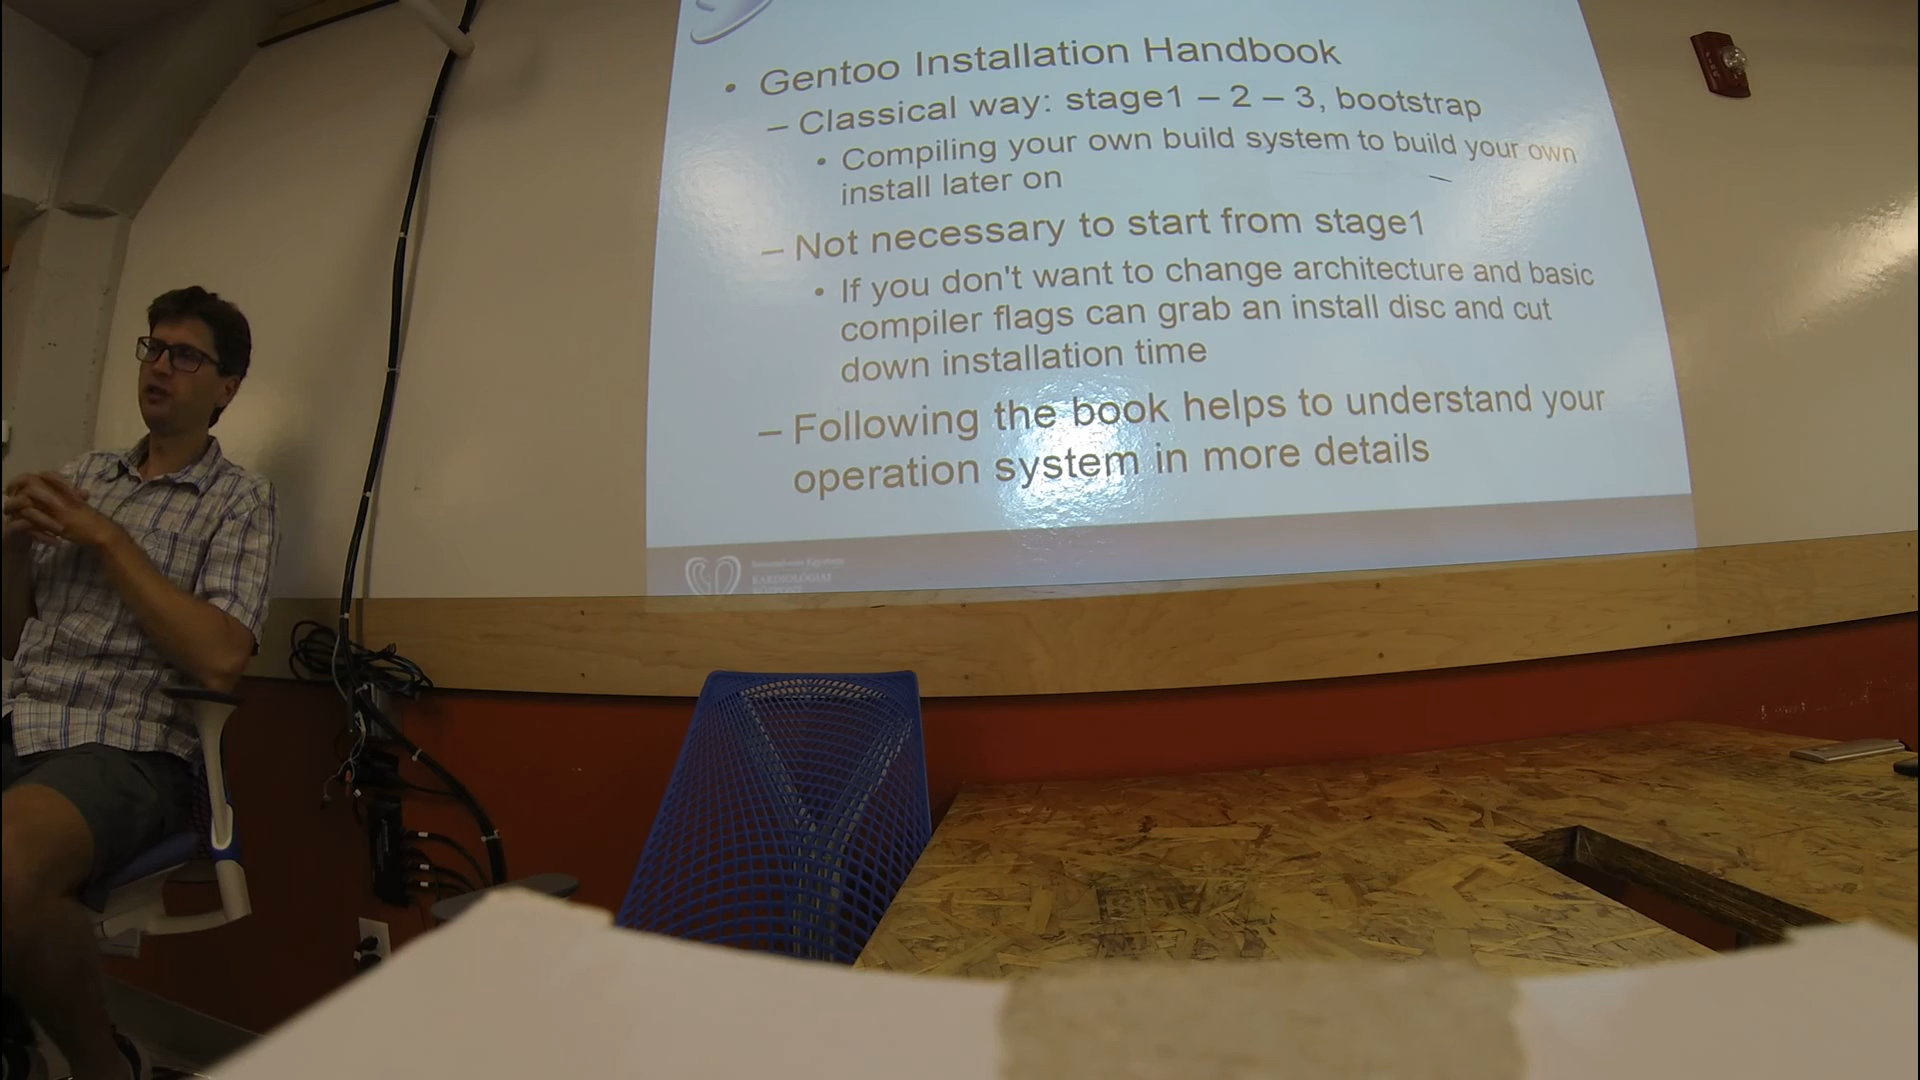 • Gentoo Installation Handbook
– Classical way: stage1 – 2 – 3, bootstrap
• Compiling your own build system to build your own
install later on
– Not necessary to start from stage1
• If you don't want to change architecture and basic
compiler flags can grab an install disc and cut
down installation time
– Following the book helps to understand your
operation system in more details
KARDIOLÓGIAI